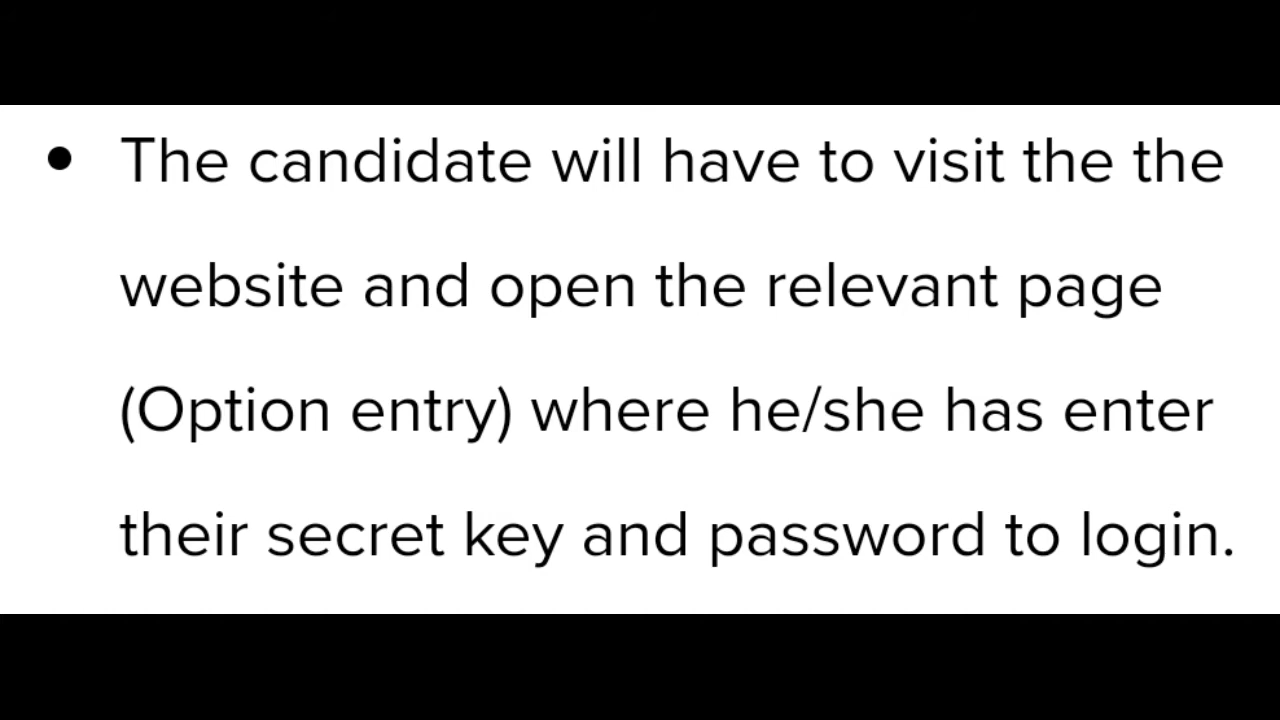 • The candidate will have to visit the the
website and open the relevant page
(Option entry) where he/she has enter
their secret key and password to login.